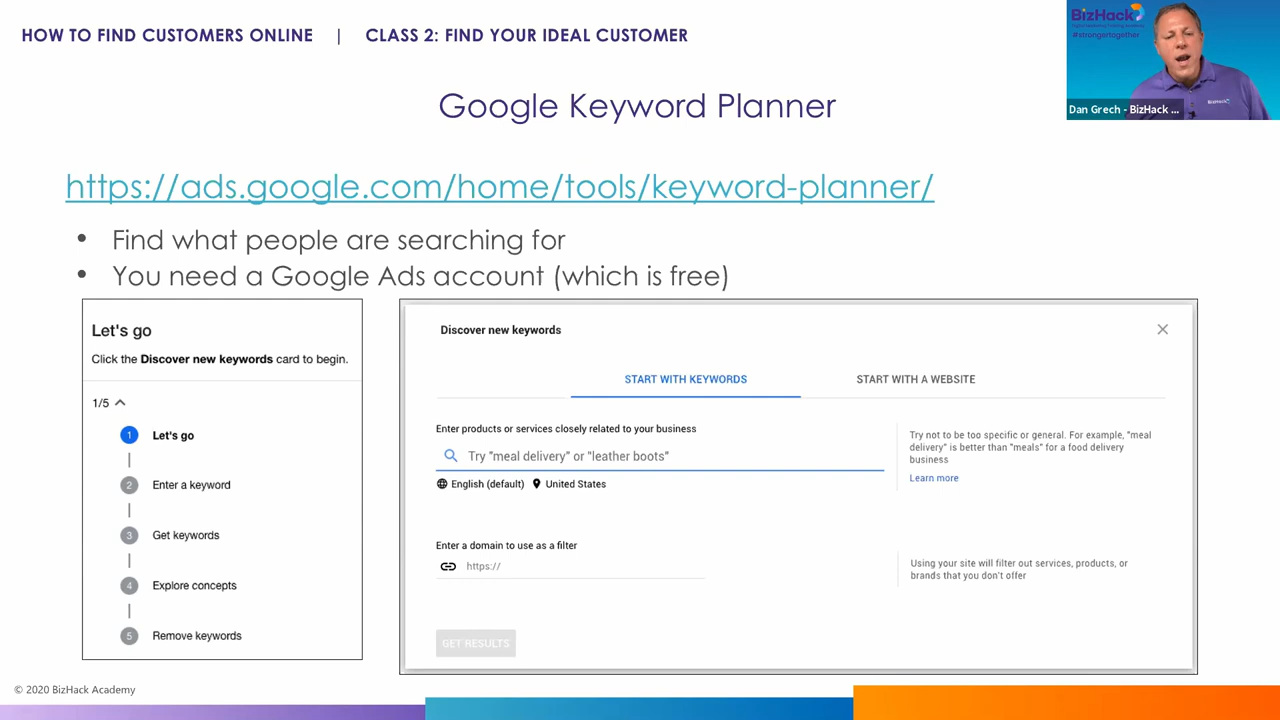 HOW TO FIND CUSTOMERS ONLINE | CLASS 2: FIND YOUR IDEAL CUSTOMER
BizHack
#strongertogether
BizHack
Dan Grech - BizHack ...
Google Keyword Planner
https://ads.google.com/home/tools/keyword-planner/
• Find what people are searching for
• You need a Google Ads account (which is free)
Let's go
Click the Discover new keywords card to begin.
1/5
1 Let's go
2 Enter a keyword
3 Get keywords
4 Explore concepts
5 Remove keywords
Discover new keywords
START WITH KEYWORDS
START WITH A WEBSITE
Enter products or services closely related to your business
Try "meal delivery" or "leather boots"
English (default) United States
Try not to be too specific or general. For example, "meal
delivery" is better than "meals" for a food delivery
business
Learn more
Enter a domain to use as a filter
https://
Using your site will filter out services, products, or
brands that you don't offer
GET RESULTS
© 2020 BizHack Academy